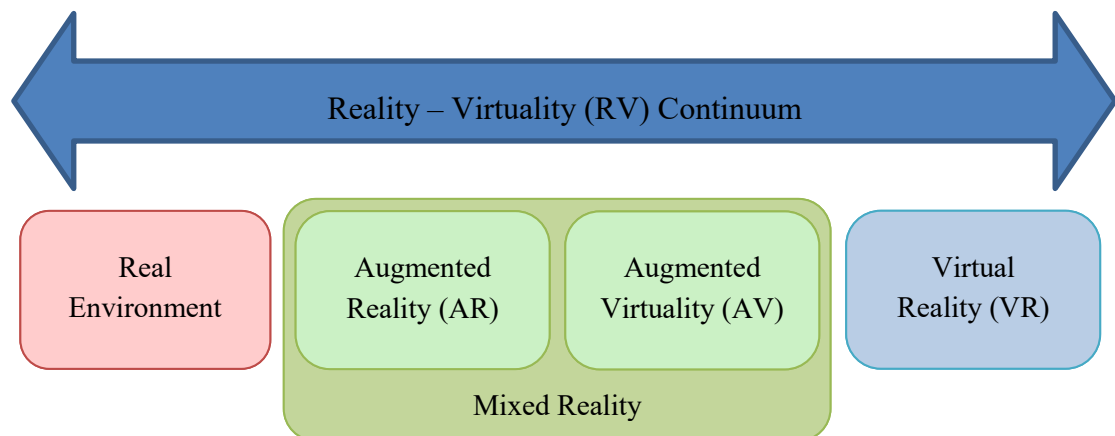 Reality – Virtuality (RV) Continuum
Real
Environment
Augmented
Reality (AR)
Augmented
Virtuality (AV)
Virtual
Reality (VR)
Mixed Reality